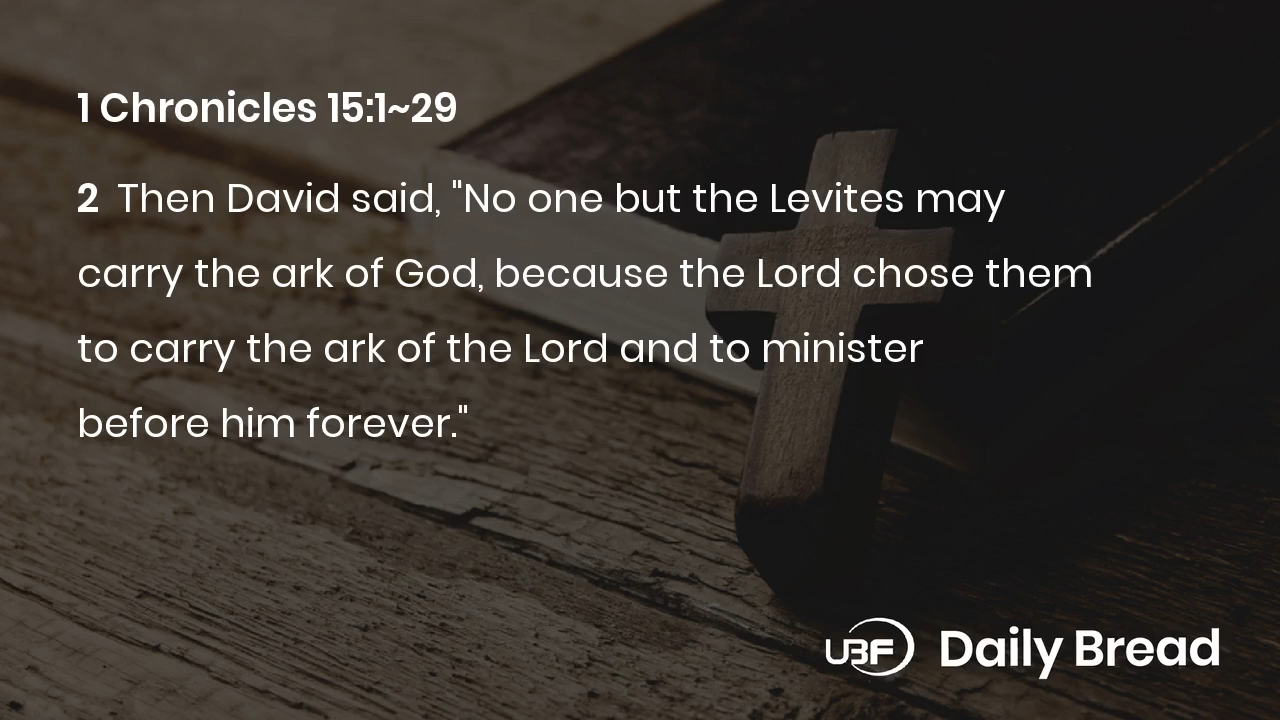 1 Chronicles 15:1~29
2 Then David said, "No one but the Levites may
carry the ark of God, because the Lord chose them
to carry the ark of the Lord and to minister
before him forever."
UBF Daily Bread